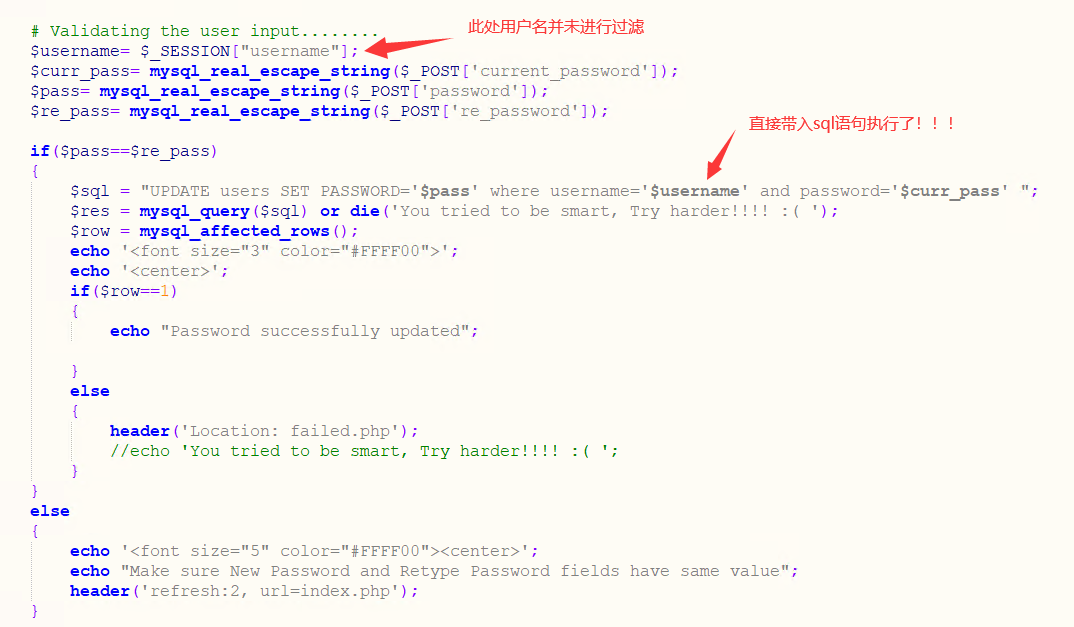 此处用户名并未进行过滤
# Validating the user input........
$username= $_SESSION["username"];
$curr_pass= mysql_real_escape_string($_POST['current_password']);
$pass= mysql_real_escape_string($_POST['password']);
$re_pass= mysql_real_escape_string($_POST['re_password']);
直接带入sql语句执行了！！！
if($pass==$re_pass)
{
$sql = "UPDATE users SET PASSWORD='$pass' where username='$username' and password='$curr_pass' ";
$res = mysql_query($sql) or die('You tried to be smart, Try harder!!!! :( ');
$row = mysql_affected_rows();
echo '<font size="3" color="#FFFF00">';
echo '<center>';
if($row==1)
{
echo "Password successfully updated";
}
else
{
header('Location: failed.php');
//echo 'You tried to be smart, Try harder!!!! :( ';
}
}
else
{
echo '<font size="5" color="#FFFF00"><center>';
echo "Make sure New Password and Retype Password fields have same value";
header('refresh:2, url=index.php');
}